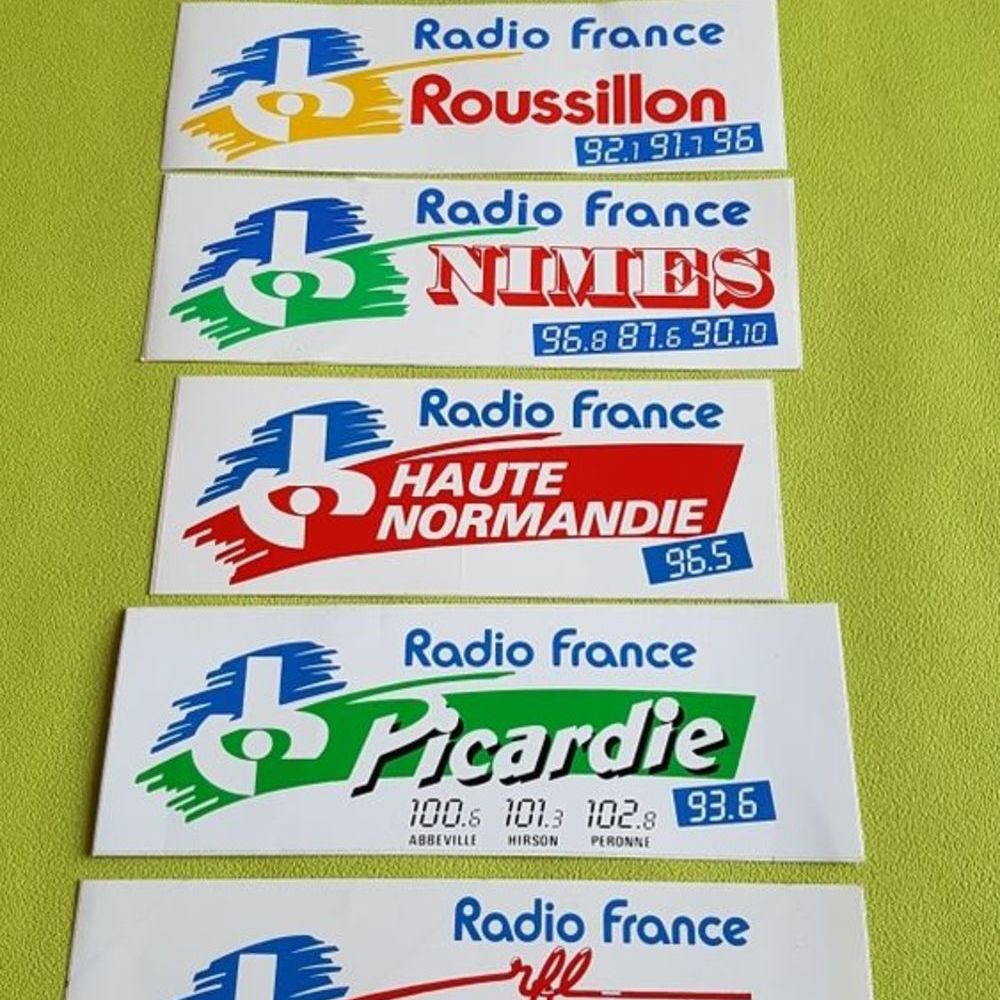 Radio France
Roussillon
92.1 91.7 96
Radio France
NIMES
96.8 87.6 90.10
Radio France
HAUTE
NORMANDIE
96.5
Radio France
Picardie
93.6
100.6 101.3 102.8
ABBEVILLE HIRSON PERONNE
Radio France